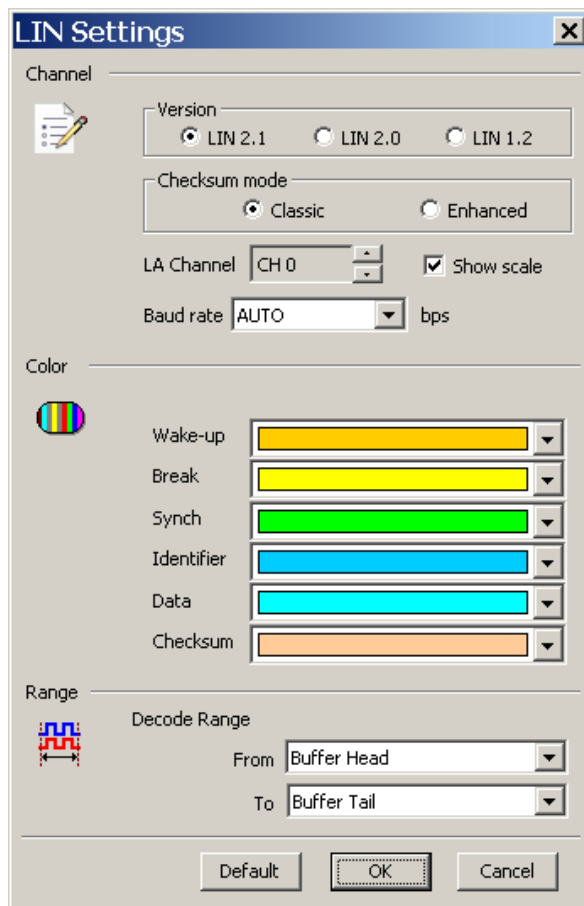 LIN Settings
Channel
Version
LIN 2.1 LIN 2.0 LIN 1.2
Checksum mode
Classic Enhanced
LA Channel CH 0 Show scale
Baud rate AUTO bps
Color
Wake-up
Break
Synch
Identifier
Data
Checksum
Range
Decode Range
From Buffer Head
To Buffer Tail
Default OK Cancel